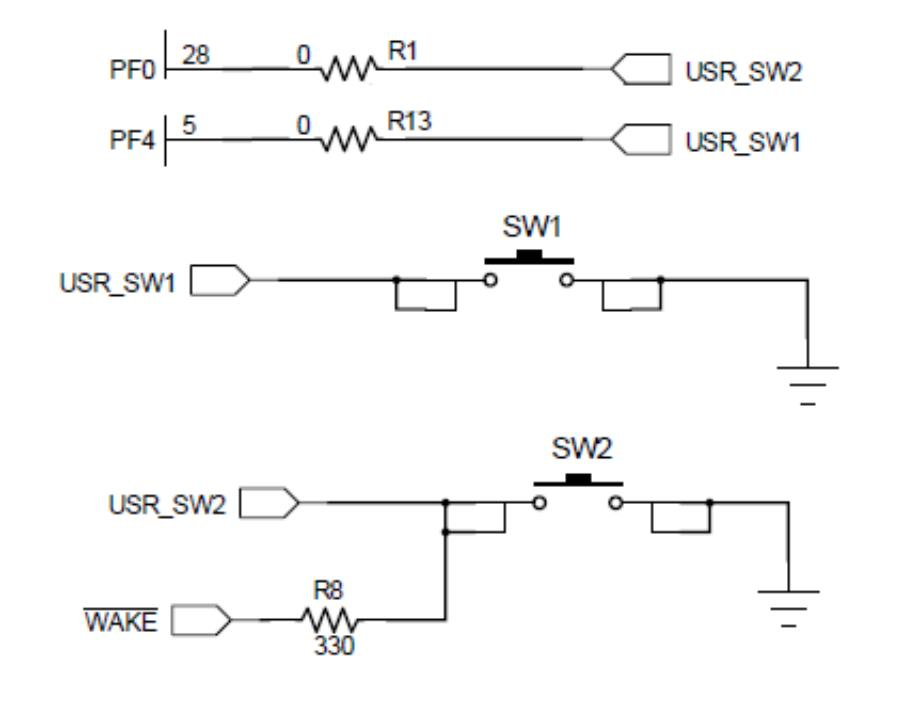 PF0 28 0 R1 USR_SW2
PF4 5 0 R13 USR_SW1
SW1
USR_SW1
SW2
USR_SW2
R8
WAKE
330